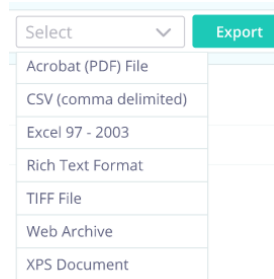 Select
Export
Acrobat (PDF) File
CSV (comma delimited)
Excel 97 - 2003
Rich Text Format
TIFF File
Web Archive
XPS Document